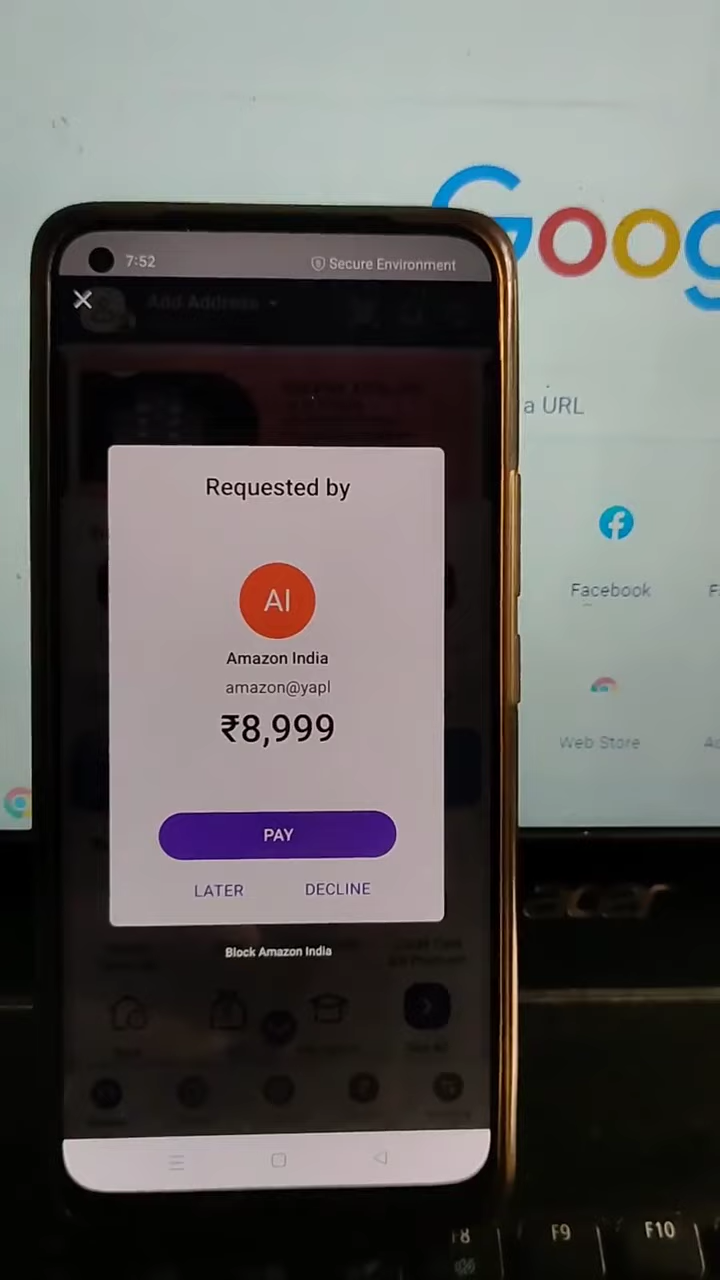 Goog
7:52
Secure Environment
Add Address
a URL
Requested by
AI
Amazon India
amazon@yapl
₹8,999
PAY
LATER
DECLINE
Block Amazon India
Facebook
F
Web Store
acer
F8
F9
F10